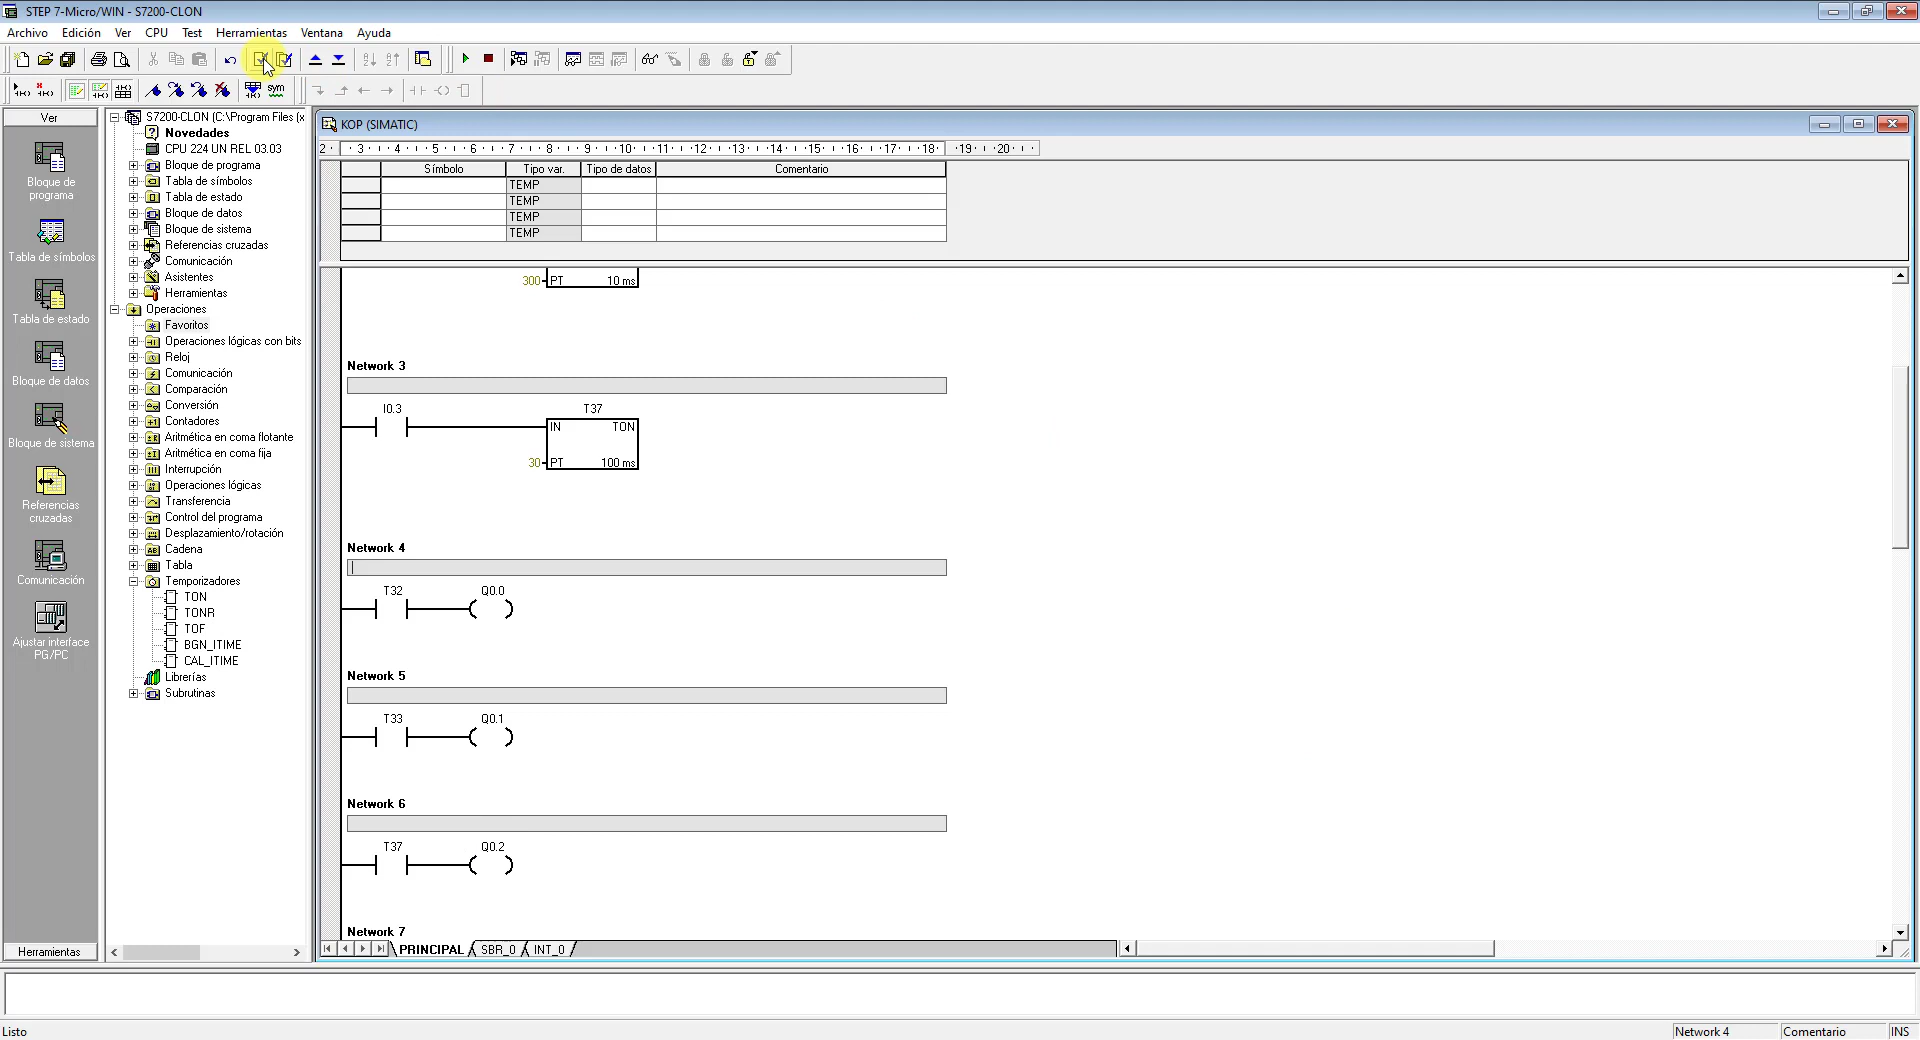 STEP 7-Micro/WIN - S7200-CLON
Archivo Edición Ver CPU Test Herramientas Ventana Ayuda
sym
Ver
Bloque de programa
Tabla de símbolos
Tabla de estado
Bloque de datos
Bloque de sistema
Referencias cruzadas
Comunicación
Ajustar interface PG/PC
Herramientas
S7200-CLON (C:\Program Files (x
Novedades
CPU 224 UN REL 03.03
Bloque de programa
Tabla de símbolos
Tabla de estado
Bloque de datos
Bloque de sistema
Referencias cruzadas
Comunicación
Asistentes
Herramientas
Operaciones
Favoritos
Operaciones lógicas con bits
Reloj
Comunicación
Comparación
Conversión
Contadores
Aritmética en coma flotante
Aritmética en coma fija
Interrupción
Operaciones lógicas
Transferencia
Control del programa
Desplazamiento/rotación
Cadena
Tabla
Temporizadores
TON
TONR
TOF
BGN_ITIME
CAL_ITIME
Librerías
Subrutinas
KOP (SIMATIC)
2 3 4 5 6 7 8 9 10 11 12 13 14 15 16 17 18 19 20
Símbolo Tipo var. Tipo de datos Comentario
TEMP
TEMP
TEMP
TEMP
300 PT 10 ms
Network 3
I0.3 T37
IN TON
30 PT 100 ms
Network 4
T32 Q0.0
Network 5
T33 Q0.1
Network 6
T37 Q0.2
Network 7
PRINCIPAL SBR_0 INT_0
Listo Network 4 Comentario INS